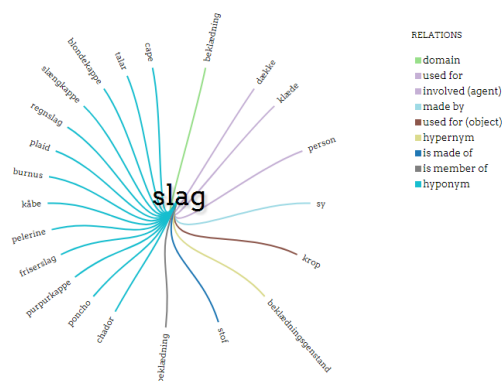 RELATIONS
domain
used for
involved (agent)
made by
used for (object)
hypernym
is made of
is member of
hyponym
slag
beklædning
dække
klæde
person
sy
krop
beklædningsgenstand
stof
beklædning
chador
poncho
purpurkappe
friserslag
pelerine
kåbe
burnus
plaid
regnslag
slængkappe
blondekappe
talar
cape